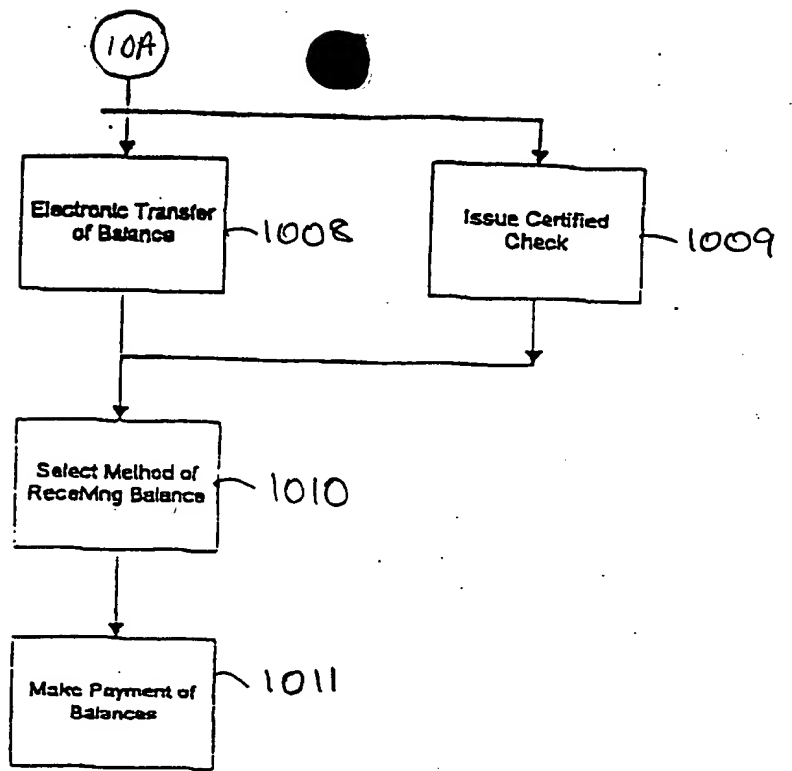 10A
Electronic Transfer
of Balance
1008
Issue Certified
Check
1009
Select Method of
Receiving Balance
1010
Make Payment of
Balances
1011